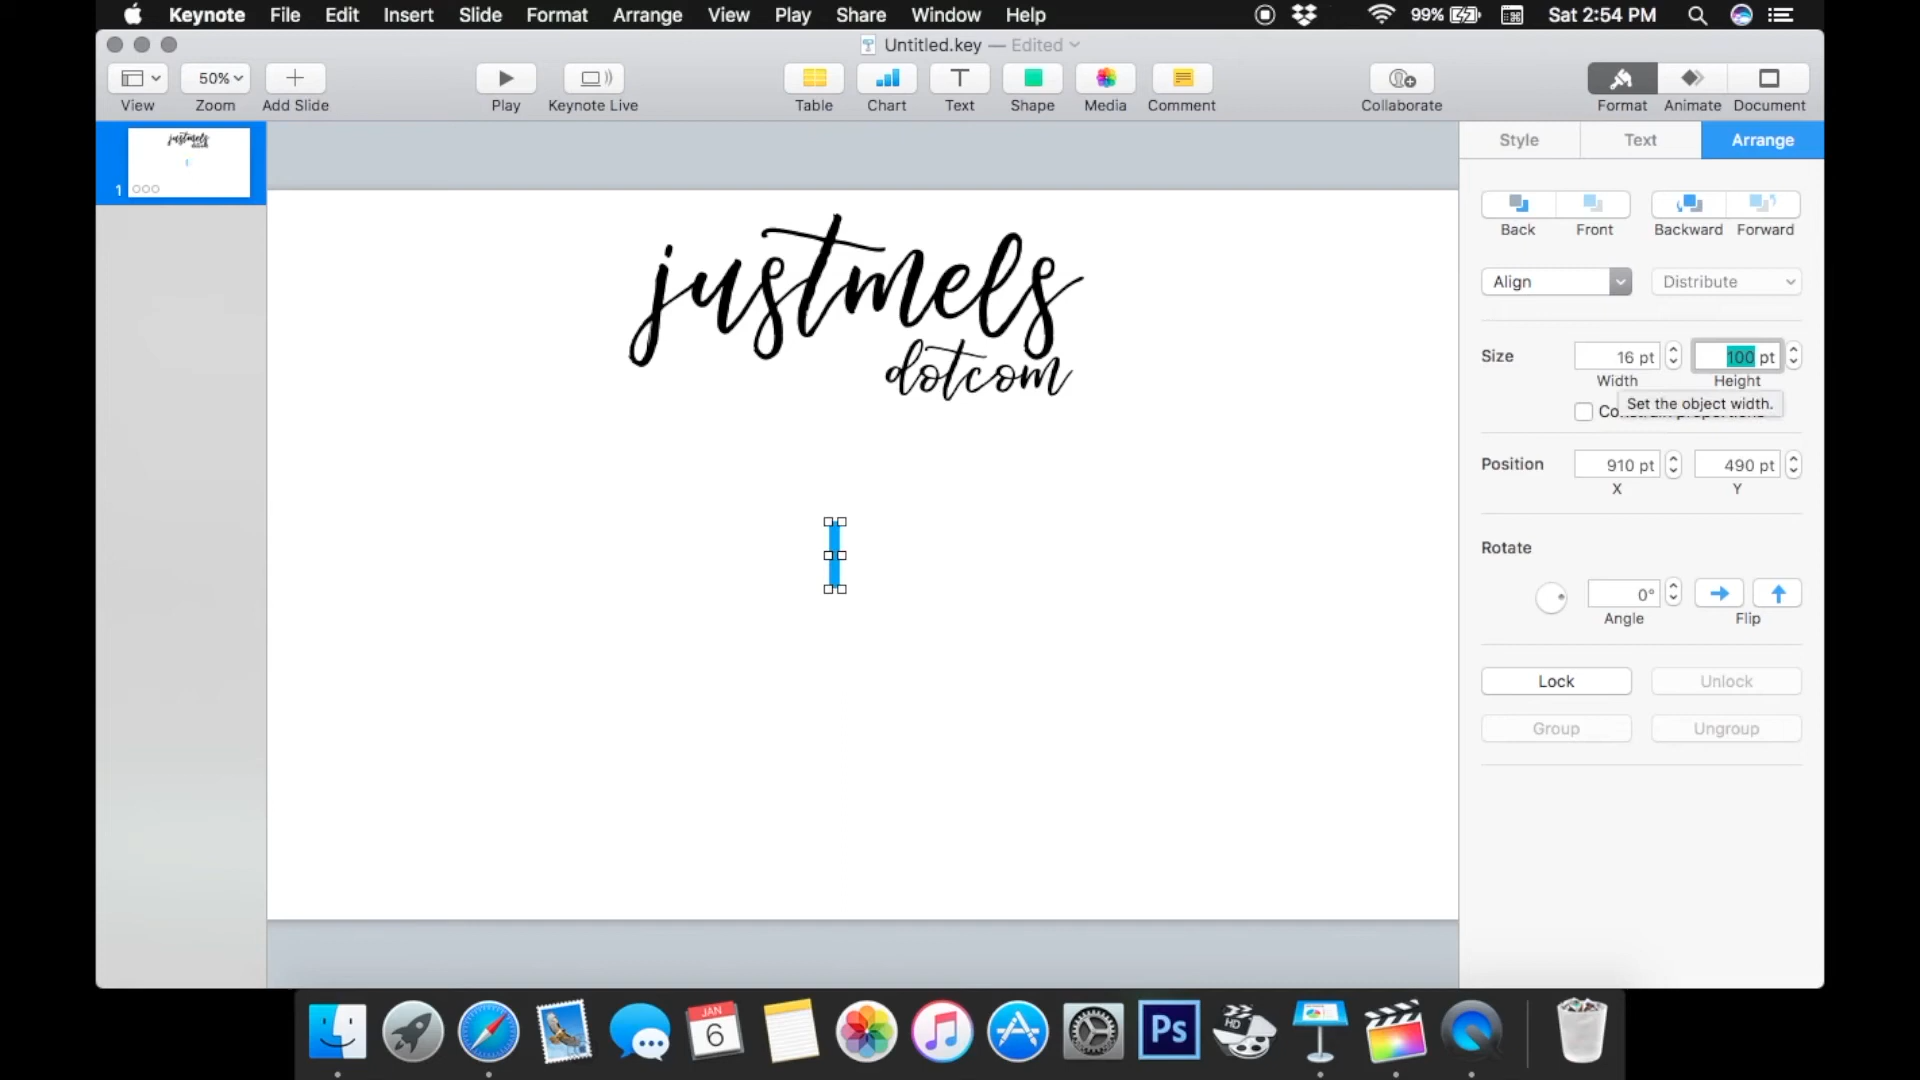 Keynote File Edit Insert Slide Format Arrange View Play Share Window Help 99% Sat 2:54 PM
Untitled.key — Edited
50%
View Zoom Add Slide Play Keynote Live Table Chart Text Shape Media Comment Collaborate Format Animate Document
Style Text Arrange
justmels
dotcom
1
justmels
dotcom
Back Front Backward Forward
Align Distribute
Size 16 pt 100 pt
Width Height
Set the object width.
Position 910 pt 490 pt
X Y
Rotate
0°
Angle Flip
Lock Unlock
Group Ungroup
JAN
6
HD
Ps